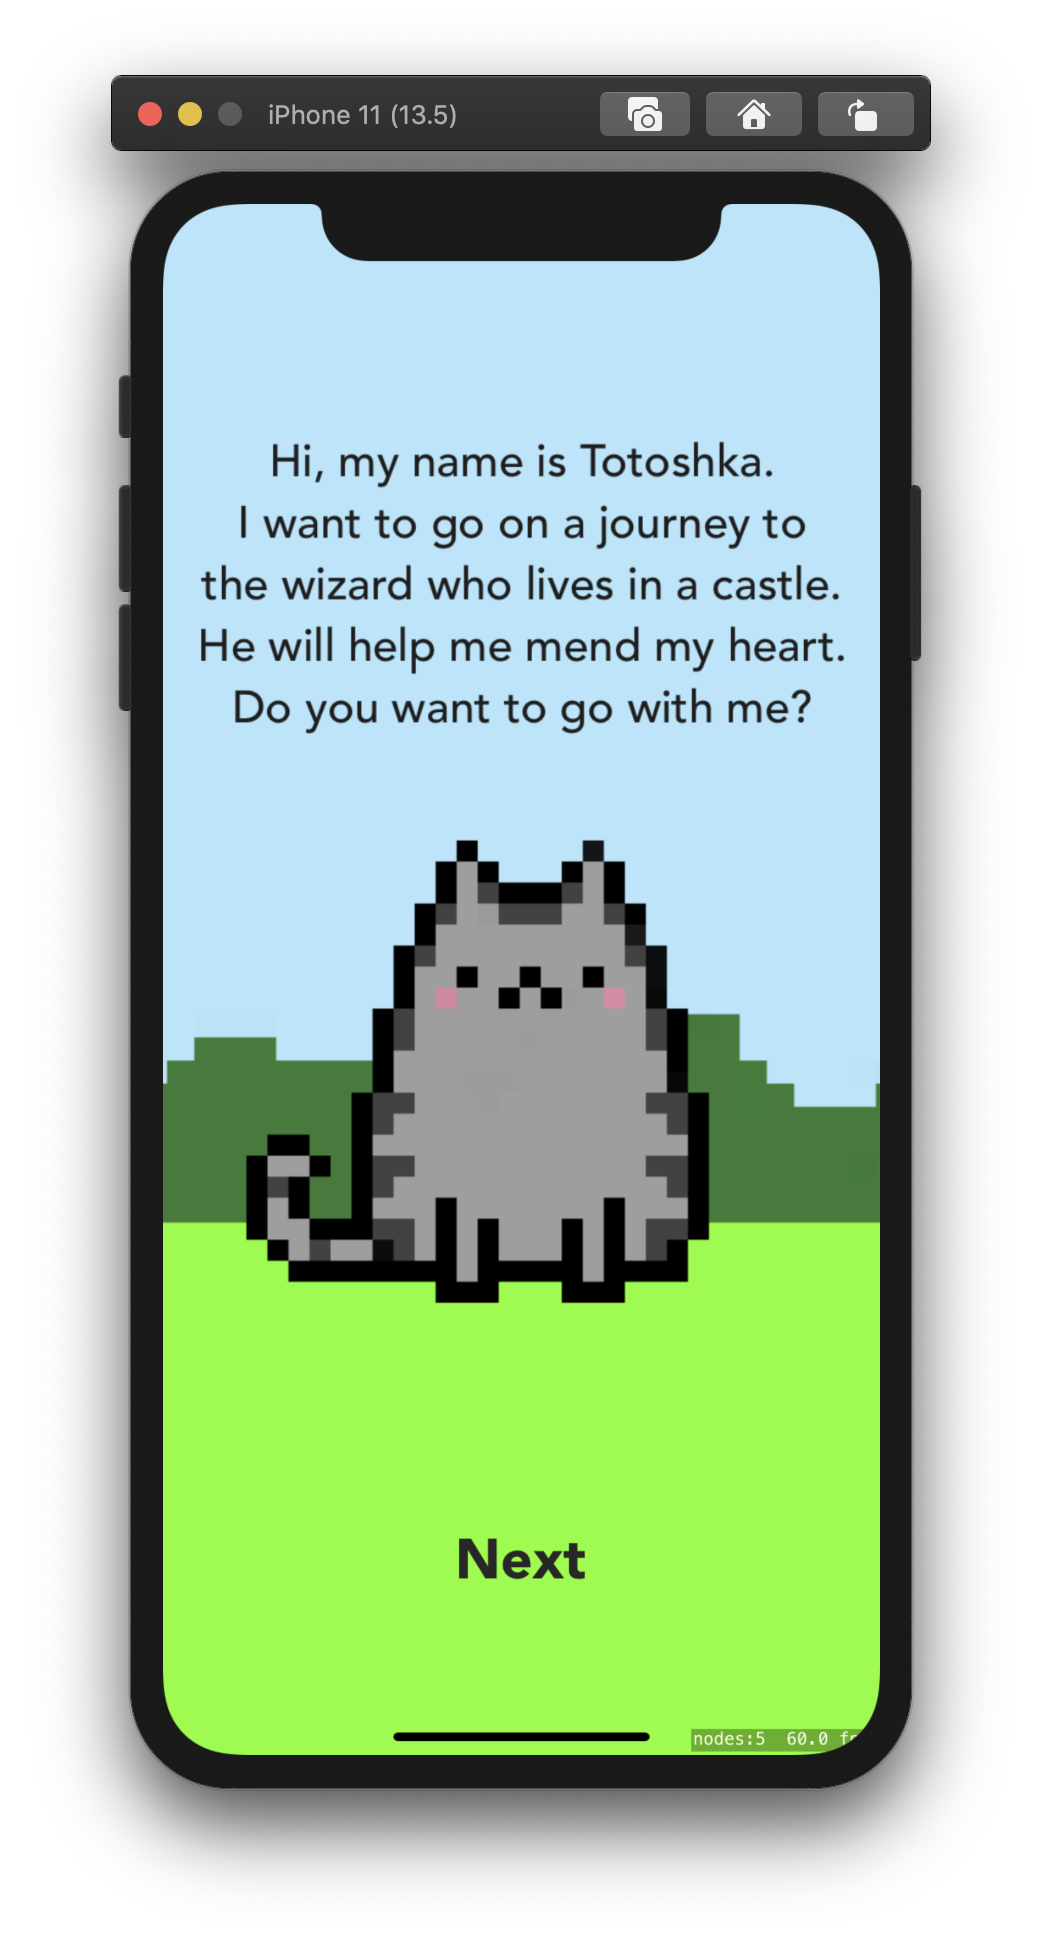 iPhone 11 (13.5)
Hi, my name is Totoshka.
I want to go on a journey to
the wizard who lives in a castle.
He will help me mend my heart.
Do you want to go with me?
Next
nodes:5 60.0